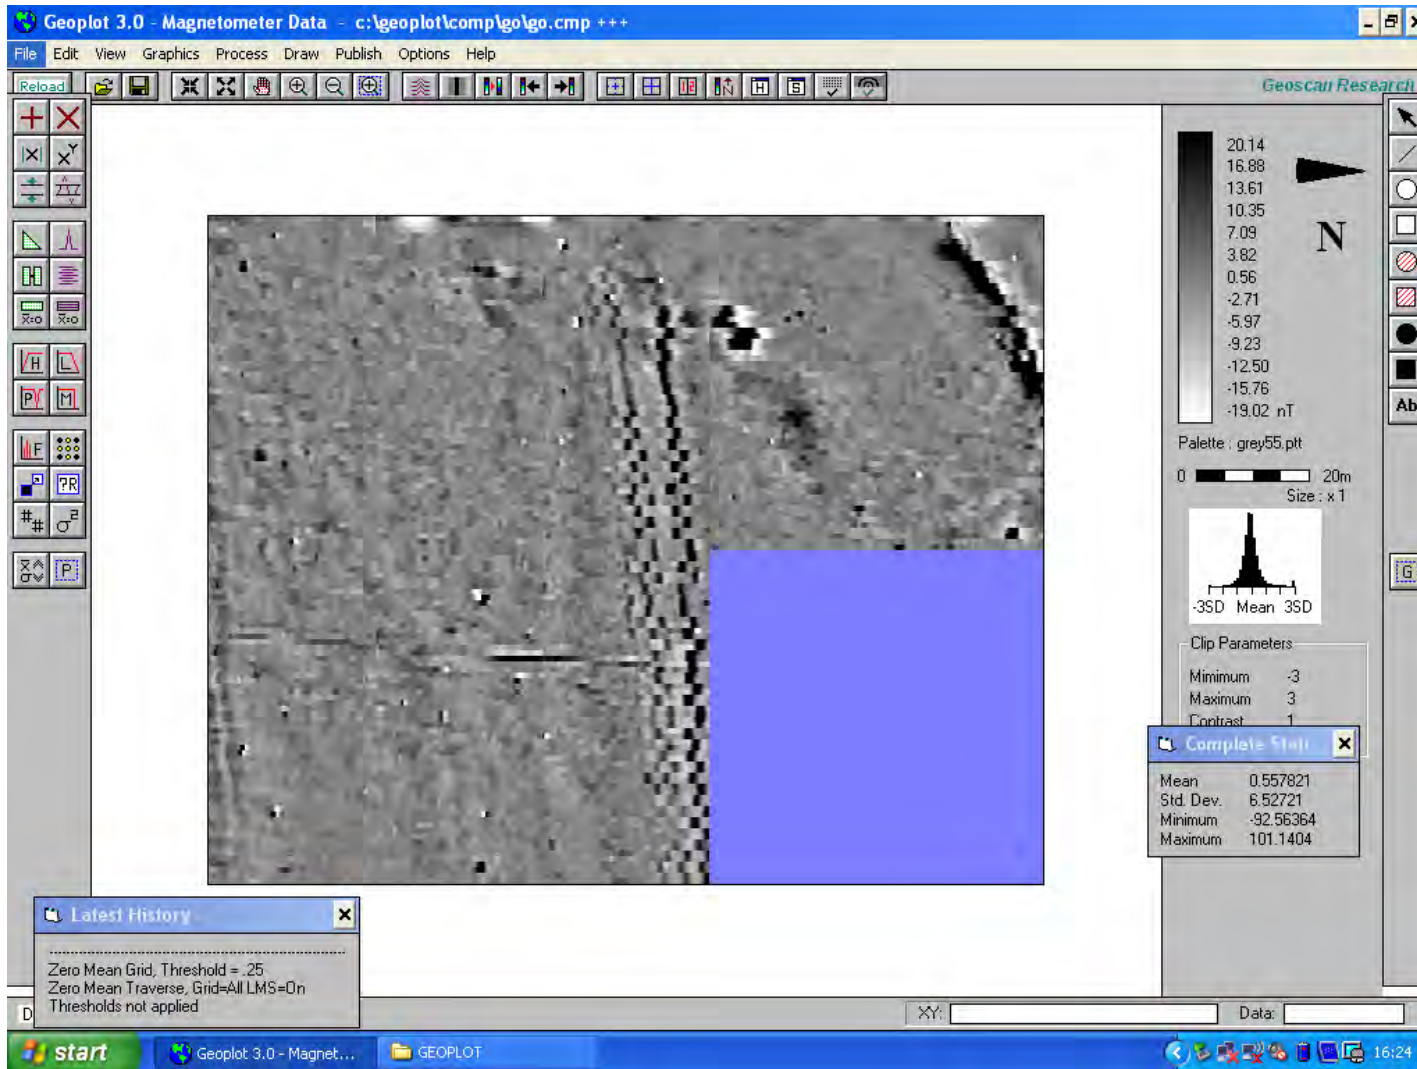 Geoplot 3.0 - Magnetometer Data - c:\geoplot\comp\go\go.cmp +++
File Edit View Graphics Process Draw Publish Options Help
Reload
Geoscan Research
20.14
16.88
13.61
10.35
7.09
3.82
0.56
-2.71
-5.97
-9.23
-12.50
-15.76
-19.02 nT
N
Palette : grey55.ptt
0 20m
Size : x 1
-3SD Mean 3SD
Clip Parameters
Mimimum -3
Maximum 3
Contrast 1
Complete Stati
Mean 0.557821
Std. Dev. 6.52721
Minimum -92.56364
Maximum 101.1404
Latest History
Zero Mean Grid, Threshold = .25
Zero Mean Traverse, Grid=All LMS=On
Thresholds not applied
D
XY:
Data:
start
Geoplot 3.0 - Magnet...
GEOPLOT
16:24